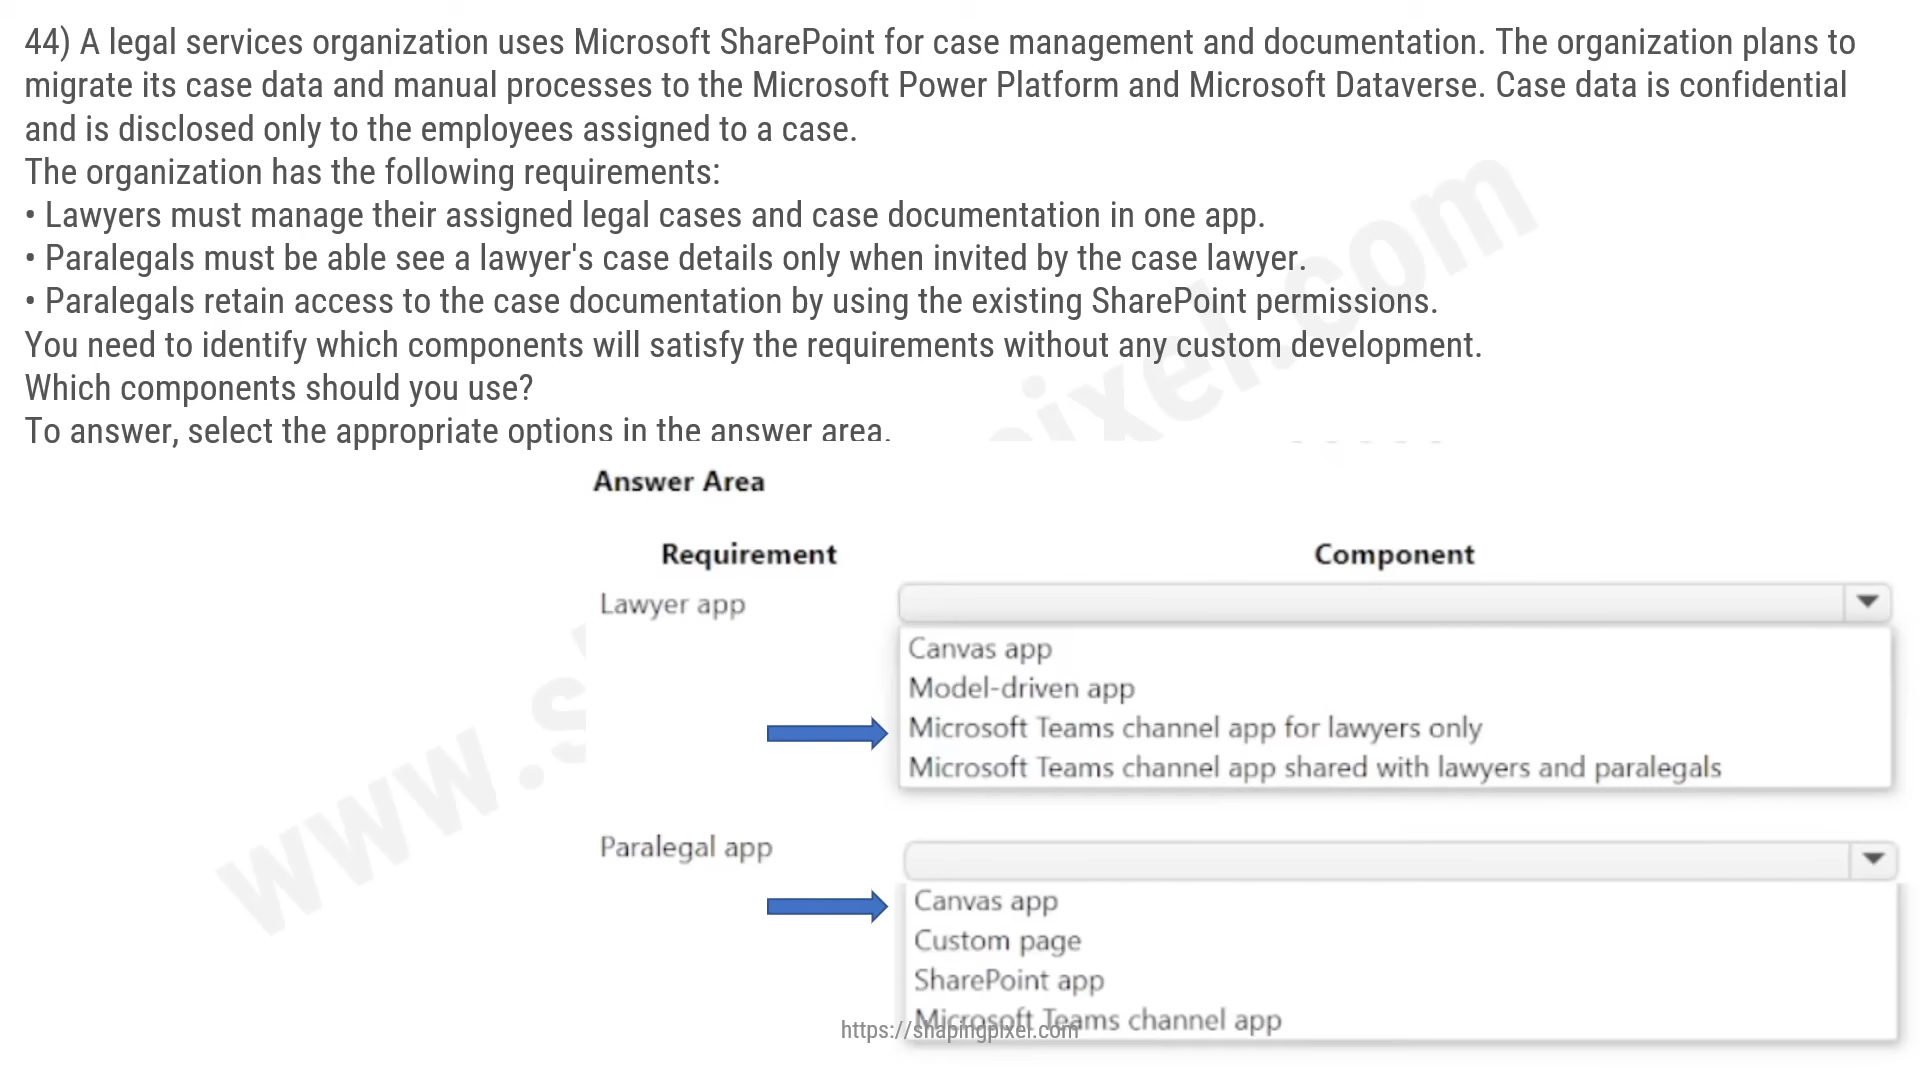 44) A legal services organization uses Microsoft SharePoint for case management and documentation. The organization plans to
migrate its case data and manual processes to the Microsoft Power Platform and Microsoft Dataverse. Case data is confidential
and is disclosed only to the employees assigned to a case.
The organization has the following requirements:
• Lawyers must manage their assigned legal cases and case documentation in one app.
• Paralegals must be able see a lawyer's case details only when invited by the case lawyer.
• Paralegals retain access to the case documentation by using the existing SharePoint permissions.
You need to identify which components will satisfy the requirements without any custom development.
Which components should you use?
To answer, select the appropriate options in the answer area.
Answer Area
Requirement Component
Lawyer app
Canvas app
Model-driven app
Microsoft Teams channel app for lawyers only
Microsoft Teams channel app shared with lawyers and paralegals
Paralegal app
Canvas app
Custom page
SharePoint app
Microsoft Teams channel app
https://shapingpixel.com
www.s
pixel.com